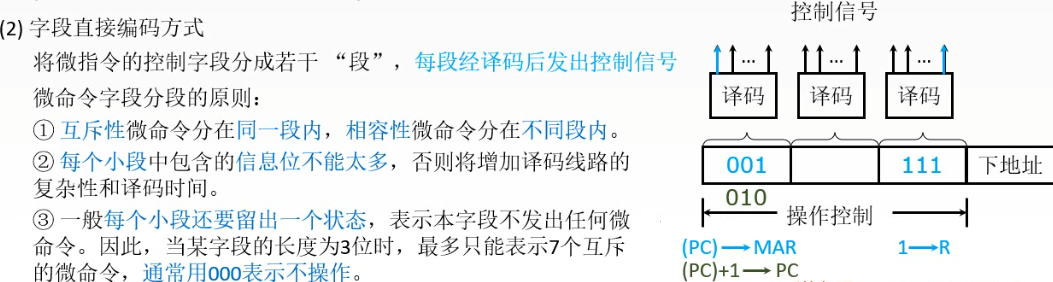 (2) 字段直接编码方式
将微指令的控制字段分成若干 “段”，每段经译码后发出控制信号
微命令字段分段的原则：
① 互斥性微命令分在同一段内，相容性微命令分在不同段内。
② 每个小段中包含的信息位不能太多，否则将增加译码线路的
复杂性和译码时间。
③ 一般每个小段还要留出一个状态，表示本字段不发出任何微
命令。因此，当某字段的长度为3位时，最多只能表示7个互斥
的微命令，通常用000表示不操作。
控制信号
... ... ...
译码 译码 译码
001 111 下地址
010
操作控制
(PC)→MAR 1→R
(PC)+1→PC